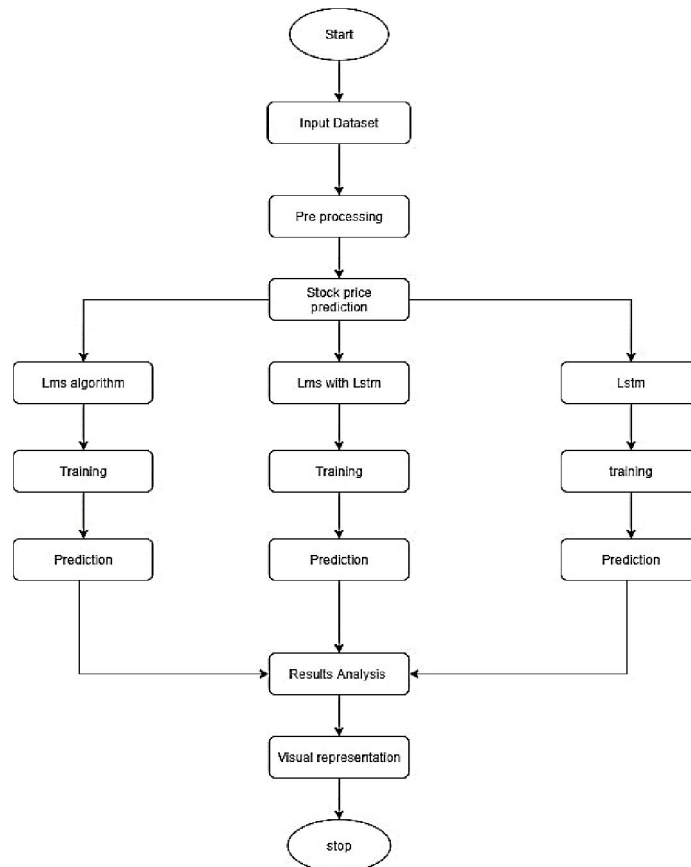 Start
Input Dataset
Pre processing
Stock price
prediction
Lms algorithm
Lms with Lstm
Lstm
Training
Training
training
Prediction
Prediction
Prediction
Results Analysis
Visual representation
stop